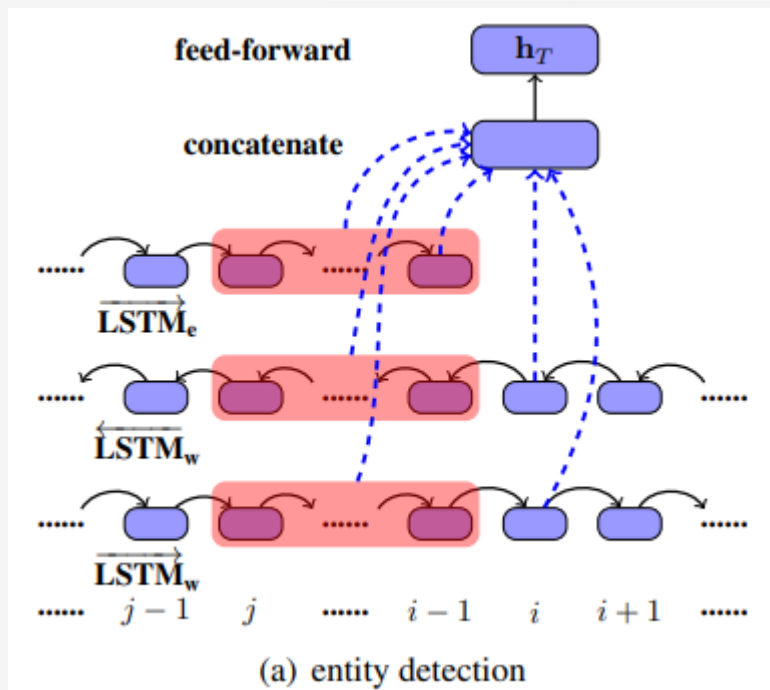 feed-forward
h_T
concatenate
...... ...... 
LSTM_e
...... ...... ......
LSTM_w
...... ...... ......
LSTM_w
...... j − 1 j ...... i − 1 i i + 1 ......
(a) entity detection